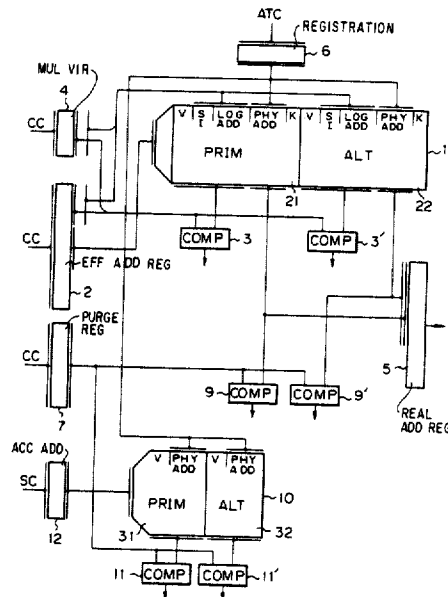 ATC
REGISTRATION
6
MUL VIR
4
CC
V S I LOG ADD PHY ADD K V S I LOG ADD PHY ADD K
PRIM ALT
1
21 22
COMP 3 COMP 3'
CC
EFF ADD REG
2
PURGE REG
CC
7
5
REAL ADD REG
COMP COMP
9 9'
ACC ADD
SC
12
V PHY ADD V PHY ADD
10
PRIM ALT
31 32
11 COMP COMP 11'